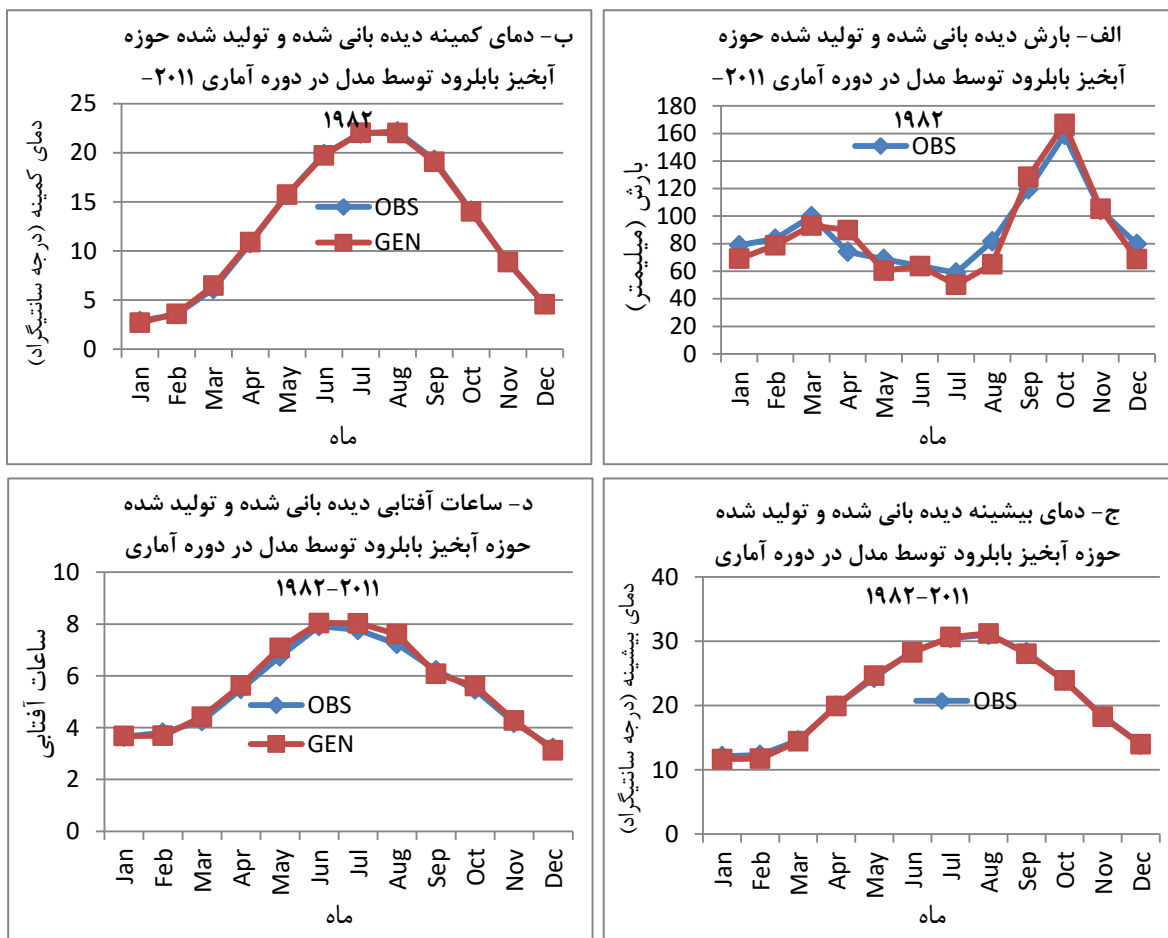 الف- بارش دیده بانی شده و تولید شده حوزه
آبخیز بابلرود توسط مدل در دوره آماری ۲۰۱۱-
۱۹۸۲
بارش (میلیمتر)
180
160
140
120
100
80
60
40
20
0
OBS
Jan Feb Mar Apr May Jun Jul Aug Sep Oct Nov Dec
ماه
ب- دمای کمینه دیده بانی شده و تولید شده حوزه
آبخیز بابلرود توسط مدل در دوره آماری ۲۰۱۱-
۱۹۸۲
دمای کمینه (درجه سانتیگراد)
25
20
15
10
5
0
OBS
GEN
Jan Feb Mar Apr May Jun Jul Aug Sep Oct Nov Dec
ماه
ج- دمای بیشینه دیده بانی شده و تولید شده
حوزه آبخیز بابلرود توسط مدل در دوره آماری
۱۹۸۲-۲۰۱۱
دمای بیشینه (درجه سانتیگراد)
40
30
20
10
0
OBS
Jan Feb Mar Apr May Jun Jul Aug Sep Oct Nov Dec
ماه
د- ساعات آفتابی دیده بانی شده و تولید شده
حوزه آبخیز بابلرود توسط مدل در دوره آماری
۱۹۸۲-۲۰۱۱
ساعات آفتابی
10
8
6
4
2
0
OBS
GEN
Jan Feb Mar Apr May Jun Jul Aug Sep Oct Nov Dec
ماه